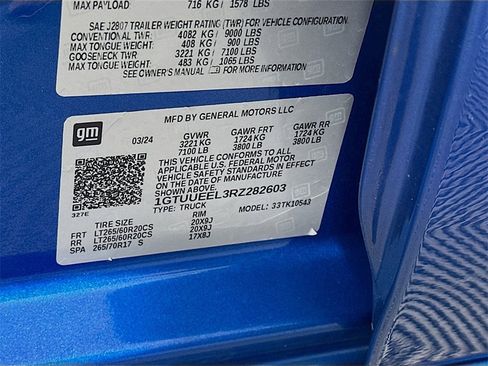 MAX PAYLOAD 716 KG / 1578 LBS
SAE J2807 TRAILER WEIGHT RATING (TWR) FOR VEHICLE CONFIGURATION.
CONVENTIONAL TWR: 4082 KG / 9000 LBS
MAX TONGUE WEIGHT: 408 KG / 900 LBS
GOOSENECK TWR: 3221 KG / 7100 LBS
MAX TONGUE WEIGHT: 483 KG / 1065 LBS
SEE OWNER'S MANUAL FOR MORE INFORMATION
gm
MFD BY GENERAL MOTORS LLC
03/24 GVWR GAWR FRT GAWR RR
3221 KG 1724 KG 1724 KG
7100 LB 3800 LB 3800 LB
THIS VEHICLE CONFORMS TO ALL
APPLICABLE U.S. FEDERAL MOTOR
VEHICLE SAFETY STANDARDS IN
EFFECT ON THE DATE OF MANUFACTURE
SHOWN ABOVE.
1GTUUEEL3RZ282603
TYPE: TRUCK MODEL: 33TK10543
327E
TIRE SIZE RIM
FRT LT265/60R20CS 20X9J
RR LT265/60R20CS 20X9J
SPA 265/70R17 S 17X8J